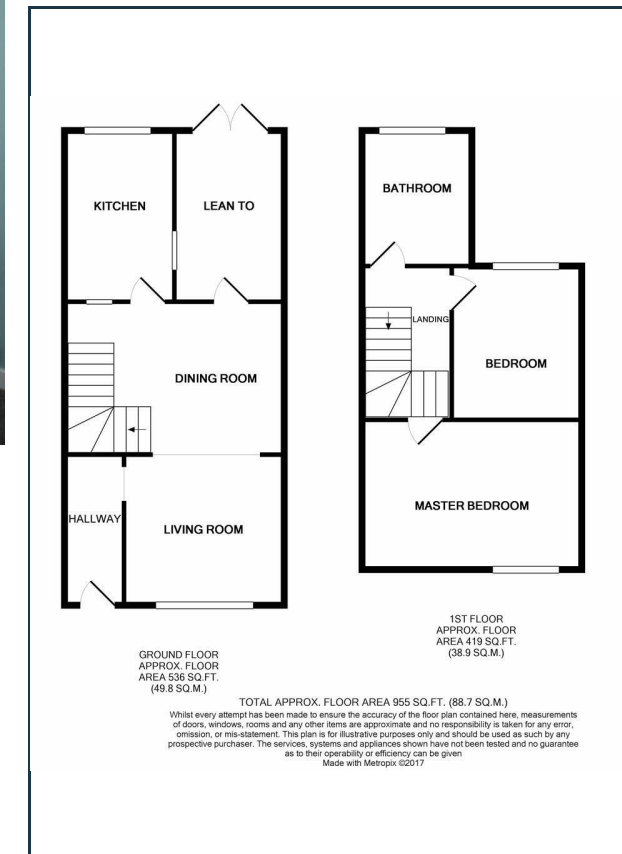 KITCHEN
LEAN TO
DINING ROOM
HALLWAY
LIVING ROOM
GROUND FLOOR
APPROX. FLOOR
AREA 536 SQ.FT.
(49.8 SQ.M.)
BATHROOM
LANDING
BEDROOM
MASTER BEDROOM
1ST FLOOR
APPROX. FLOOR
AREA 419 SQ.FT.
(38.9 SQ.M.)
TOTAL APPROX. FLOOR AREA 955 SQ.FT. (88.7 SQ.M.)
Whilst every attempt has been made to ensure the accuracy of the floor plan contained here, measurements
of doors, windows, rooms and any other items are approximate and no responsibility is taken for any error,
omission, or mis-statement. This plan is for illustrative purposes only and should be used as such by any
prospective purchaser. The services, systems and appliances shown have not been tested and no guarantee
as to their operability or efficiency can be given
Made with Metropix ©2017